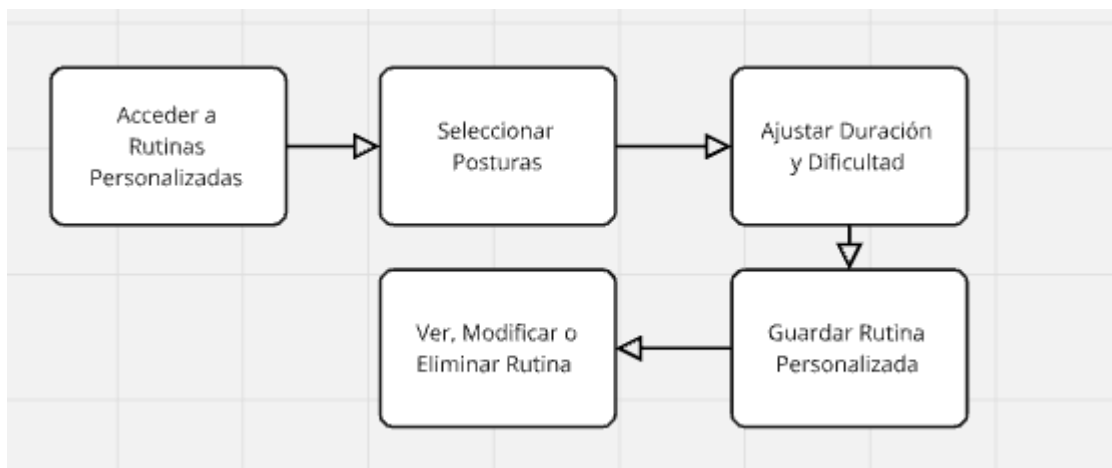 Acceder a
Rutinas
Personalizadas
Seleccionar
Posturas
Ajustar Duración
y Dificultad
Guardar Rutina
Personalizada
Ver, Modificar o
Eliminar Rutina